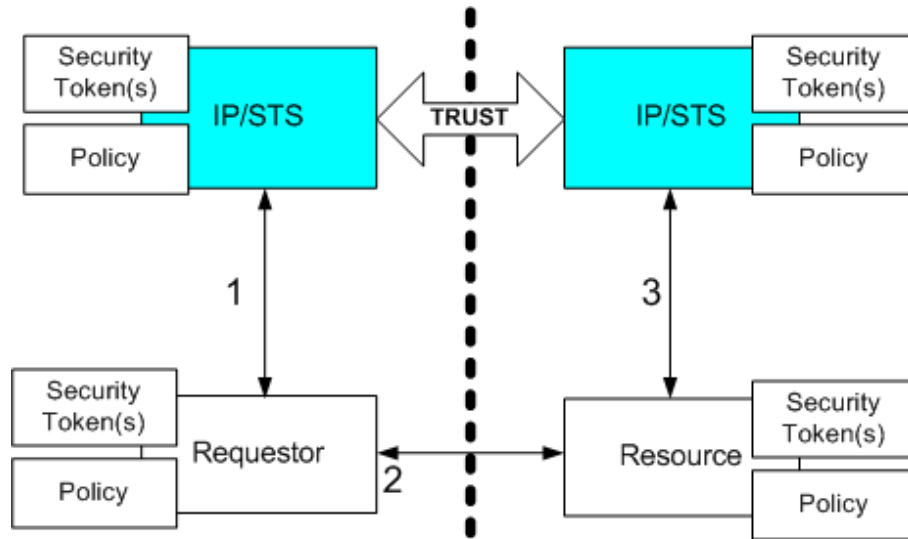 Security
Token(s)
IP/STS
Policy
TRUST
IP/STS
Security
Token(s)
Policy
1
3
Security
Token(s)
Requestor
Policy
2
Resource
Security
Token(s)
Policy